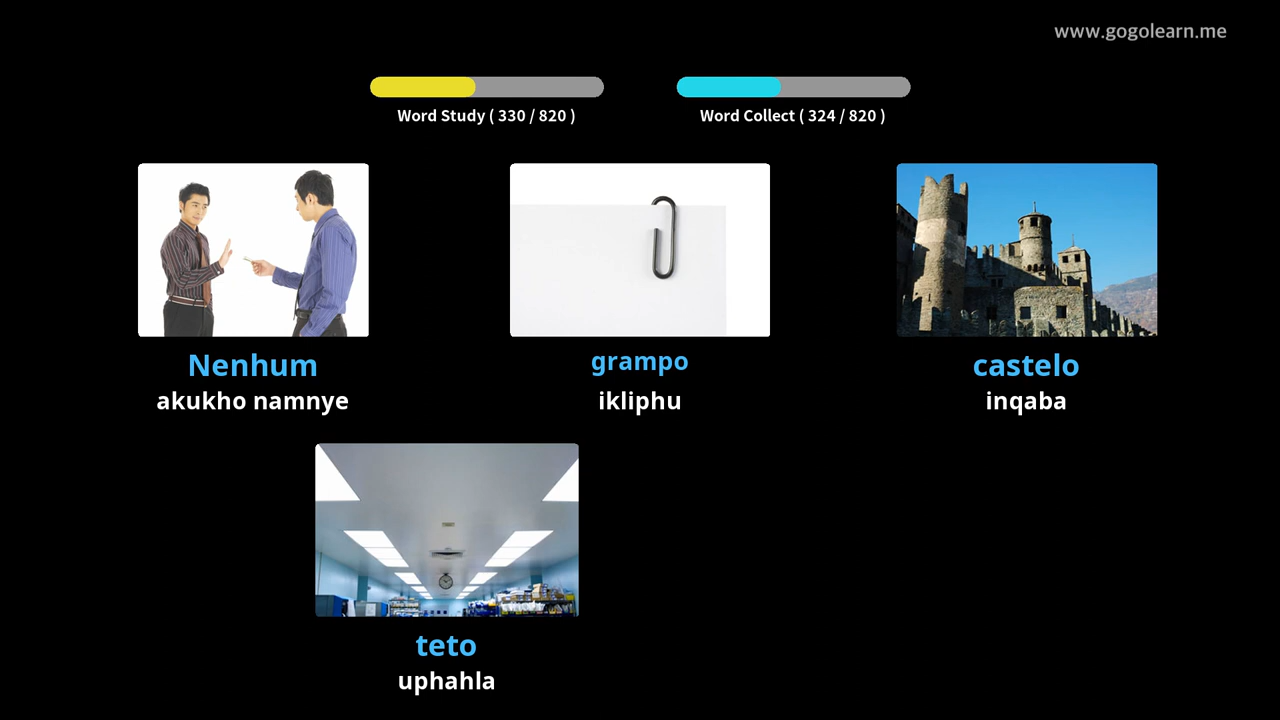 www.gogolearn.me
Word Study ( 330 / 820 )
Word Collect ( 324 / 820 )
Nenhum
akukho namnye
grampo
ikliphu
castelo
inqaba
teto
uphahla